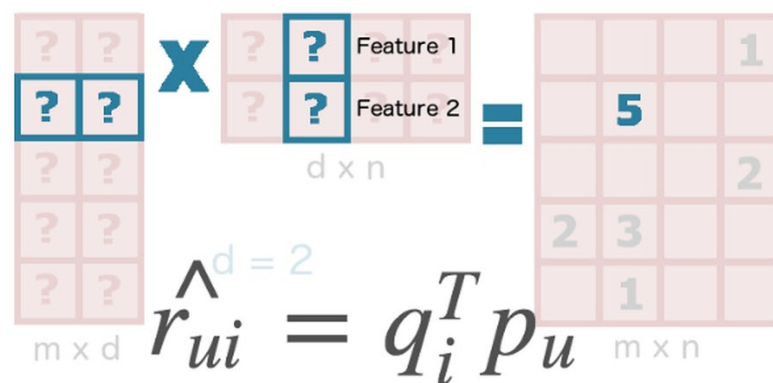 ? ? X ? ? Feature 1 ? 1
? ? ? ? Feature 2 ? = 5
? ? d x n 2
? ? 2 3
d = 2
? ? 1
m x d r̂ui = qiT pu m x n